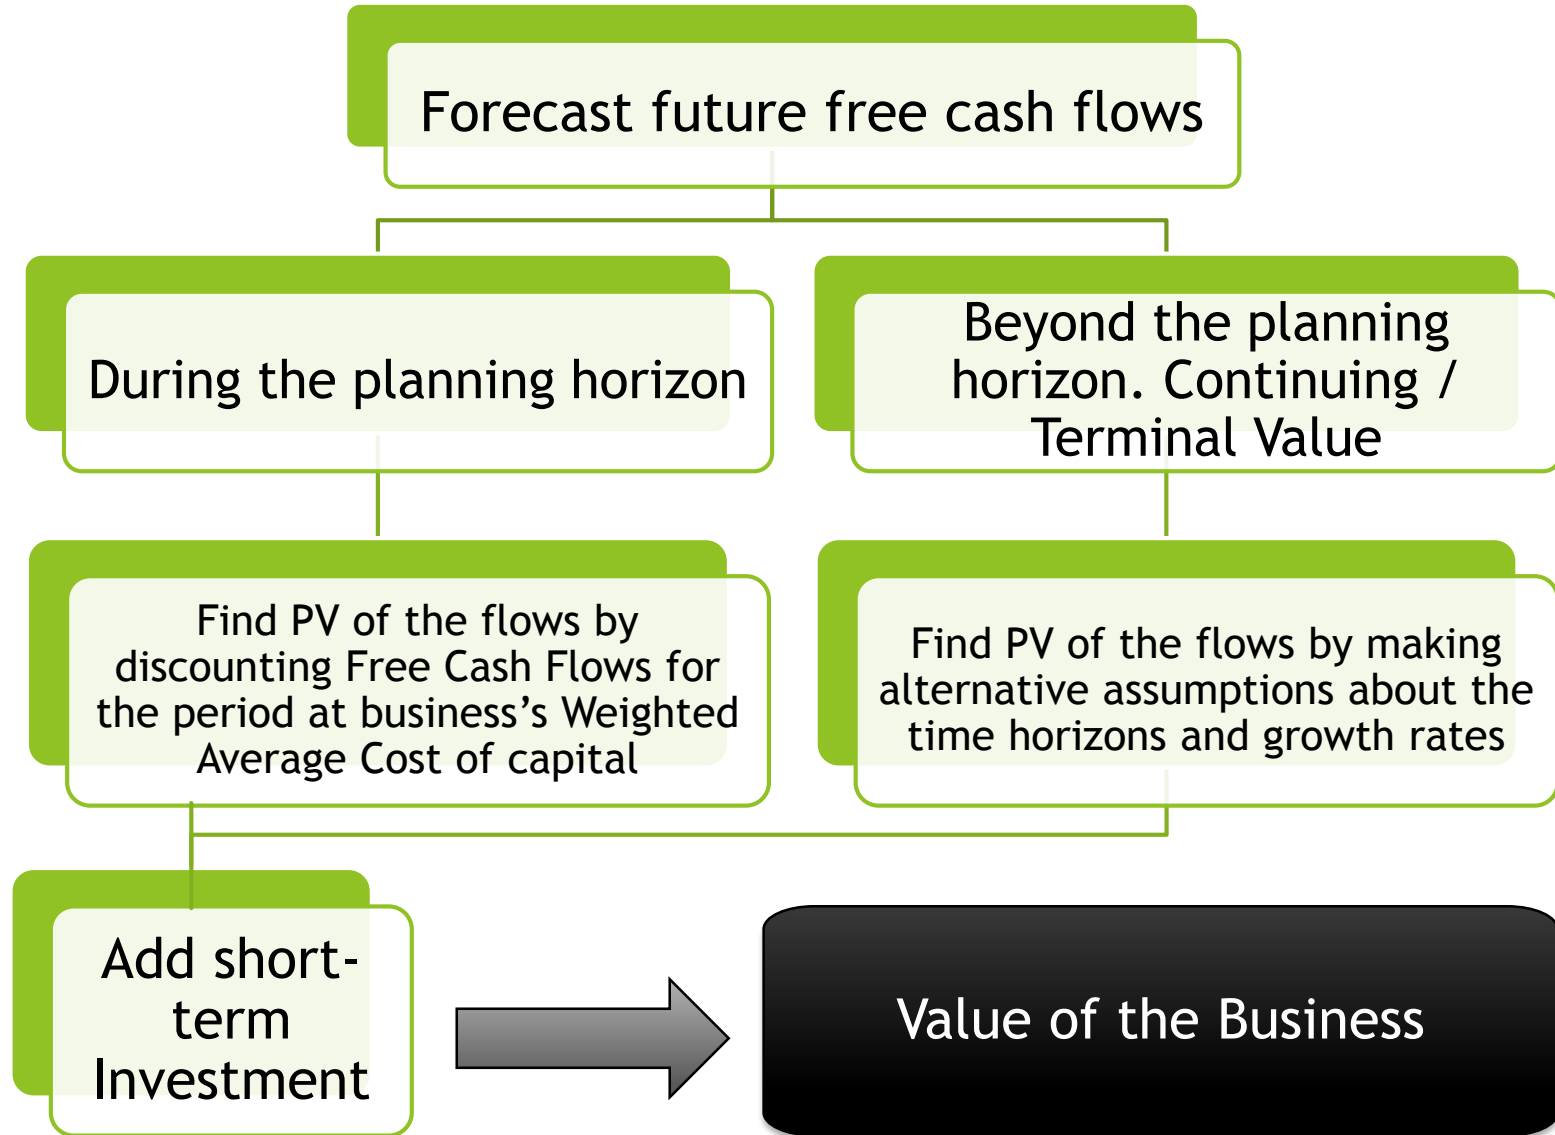 Forecast future free cash flows
During the planning horizon
Beyond the planning
horizon. Continuing /
Terminal Value
Find PV of the flows by
discounting Free Cash Flows for
the period at business’s Weighted
Average Cost of capital
Find PV of the flows by making
alternative assumptions about the
time horizons and growth rates
Add short-
term
Investment
Value of the Business